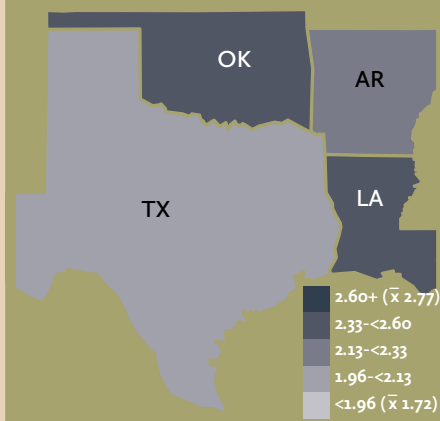 OK
AR
TX
LA
2.60+ (x̄ 2.77)
2.33-<2.60
2.13-<2.33
1.96-<2.13
<1.96 (x̄ 1.72)